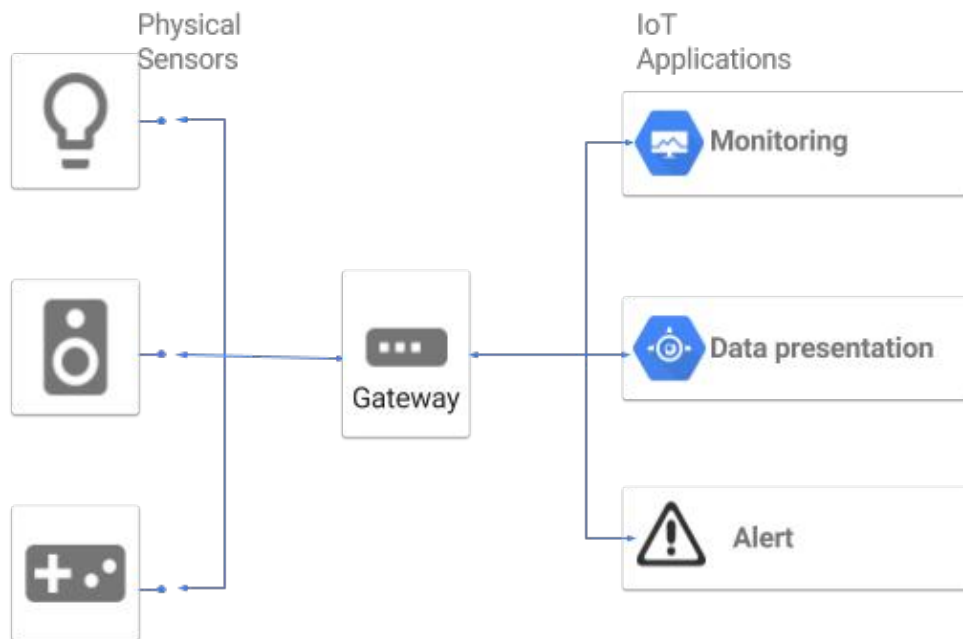 Physical
Sensors
IoT
Applications
Monitoring
Gateway
Data presentation
Alert